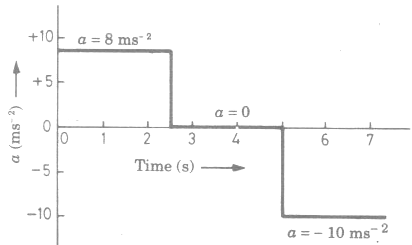 +10
a = 8 ms⁻²
+5
a (ms⁻²)
a = 0
0
0 1 2 3 4 6 7
Time (s)
−5
−10
a = − 10 ms⁻²